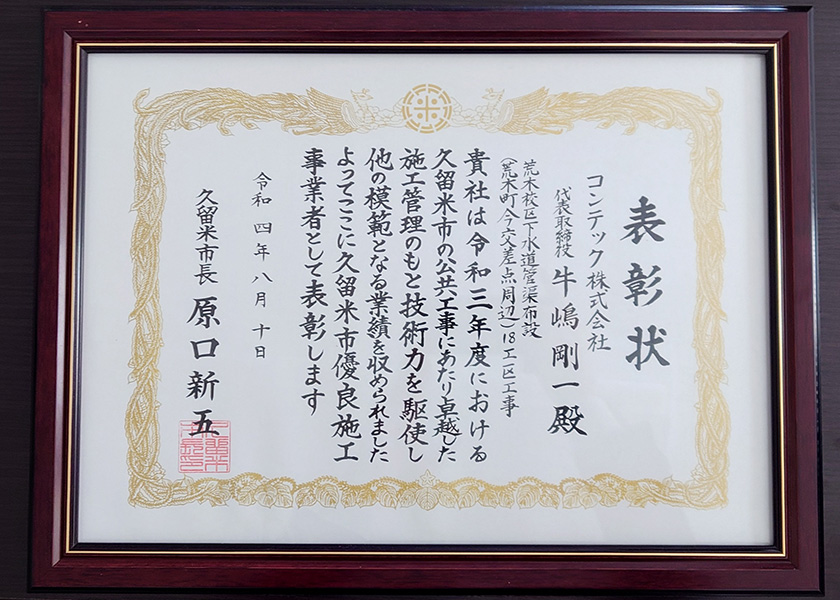 表彰状
コンテック株式会社
代表取締役 牛嶋剛一殿
荒木校区下水道管渠布設
(荒木町今交差点周辺)18工区工事
貴社は令和三年度における
久留米市の公共工事にあたり卓越した
施工管理のもと技術力を駆使し
他の模範となる業績を収められました
よってここに久留米市優良施工
事業者として表彰します
令和四年八月十日
久留米市長 原口新五